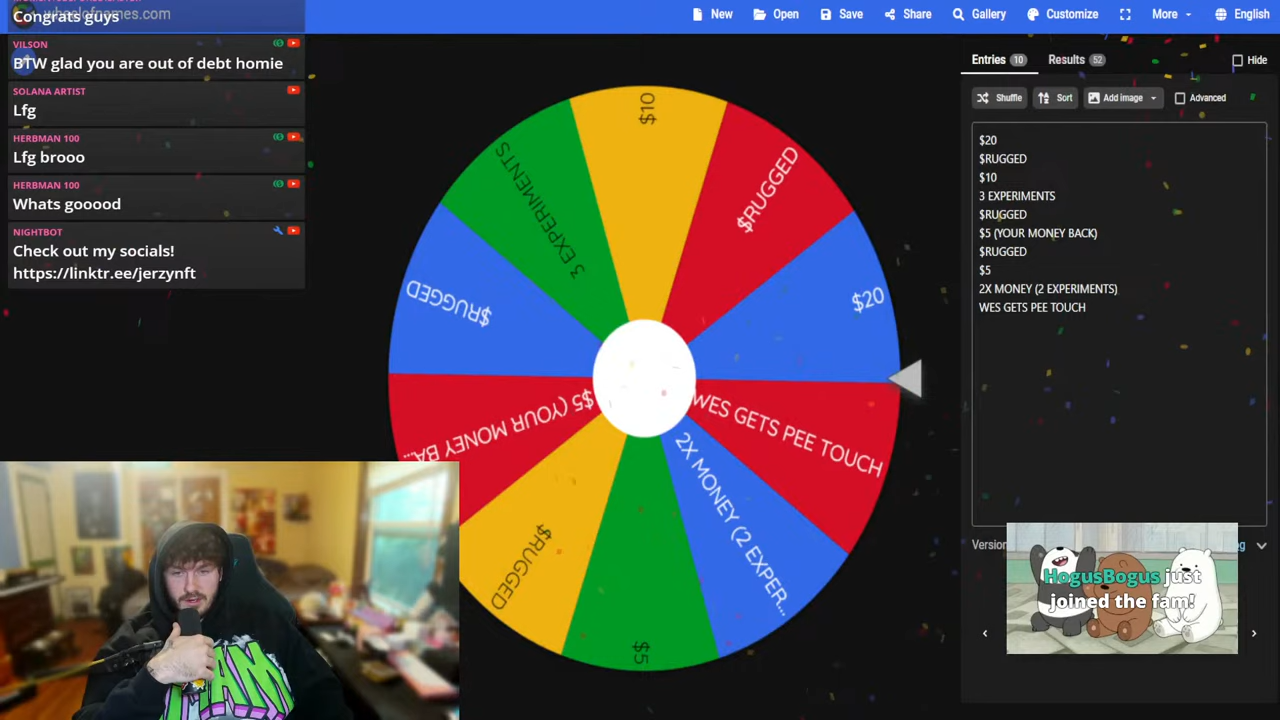 Congrats guys
wheelofnames.com
New
Open
Save
Share
Gallery
Customize
More
English
VILSON
BTW glad you are out of debt homie
SOLANA ARTIST
Lfg
HERBMAN 100
Lfg brooo
HERBMAN 100
Whats gooood
NIGHTBOT
Check out my socials!
https://linktr.ee/jerzynft
$10
$RUGGED
$20
WES GETS PEE TOUCH
2X MONEY (2 EXPER...
$5
$RUGGED
$5 (YOUR MONEY BA...
$RUGGED
3 EXPERIMENTS
Entries 10
Results 52
Hide
Shuffle
Sort
Add image
Advanced
$20
$RUGGED
$10
3 EXPERIMENTS
$RUGGED
$5 (YOUR MONEY BACK)
$RUGGED
$5
2X MONEY (2 EXPERIMENTS)
WES GETS PEE TOUCH
HogusBogus just
joined the fam!